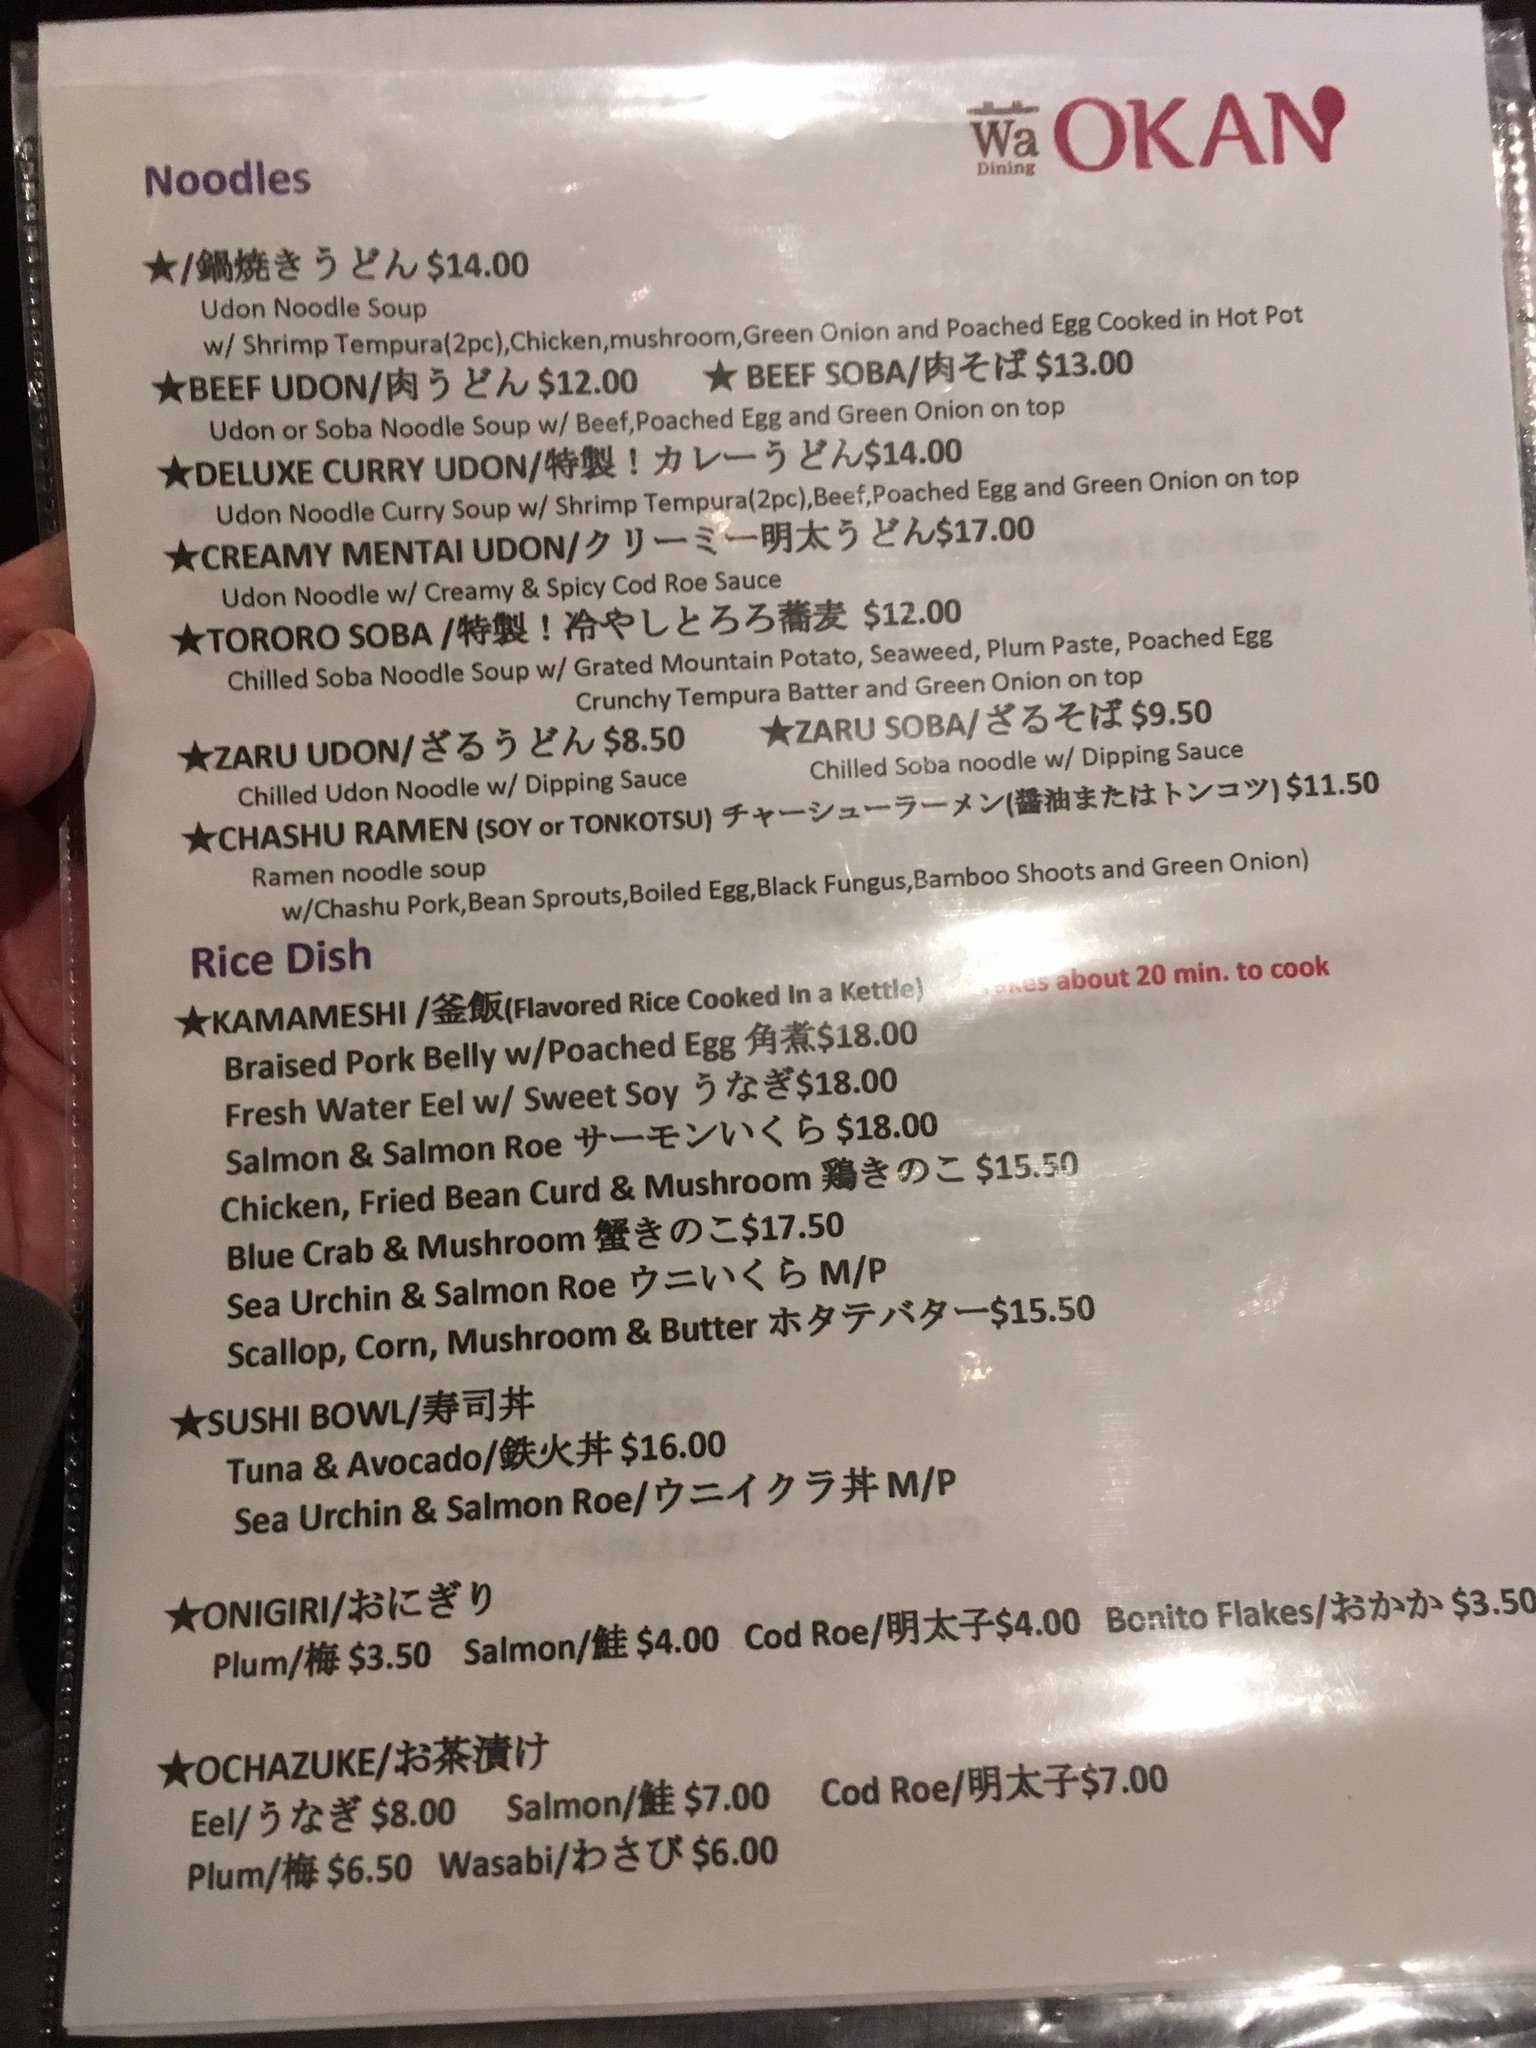 Wa Dining OKAN
Noodles
★/鍋焼きうどん $14.00
Udon Noodle Soup
w/ Shrimp Tempura(2pc),Chicken,mushroom,Green Onion and Poached Egg Cooked in Hot Pot
★BEEF UDON/肉うどん $12.00 ★ BEEF SOBA/肉そば $13.00
Udon or Soba Noodle Soup w/ Beef,Poached Egg and Green Onion on top
★DELUXE CURRY UDON/特製！カレーうどん$14.00
Udon Noodle Curry Soup w/ Shrimp Tempura(2pc),Beef,Poached Egg and Green Onion on top
★CREAMY MENTAI UDON/クリーミー明太うどん$17.00
Udon Noodle w/ Creamy & Spicy Cod Roe Sauce
★TORORO SOBA /特製！冷やしとろろ蕎麦 $12.00
Chilled Soba Noodle Soup w/ Grated Mountain Potato, Seaweed, Plum Paste, Poached Egg
Crunchy Tempura Batter and Green Onion on top
★ZARU UDON/ざるうどん $8.50 ★ZARU SOBA/ざるそば $9.50
Chilled Udon Noodle w/ Dipping Sauce Chilled Soba noodle w/ Dipping Sauce
★CHASHU RAMEN (SOY or TONKOTSU) チャーシューラーメン(醤油またはトンコツ) $11.50
Ramen noodle soup
w/Chashu Pork,Bean Sprouts,Boiled Egg,Black Fungus,Bamboo Shoots and Green Onion)
Rice Dish
★KAMAMESHI /釜飯(Flavored Rice Cooked In a Kettle) about 20 min. to cook
Braised Pork Belly w/Poached Egg 角煮$18.00
Fresh Water Eel w/ Sweet Soy うなぎ$18.00
Salmon & Salmon Roe サーモンいくら $18.00
Chicken, Fried Bean Curd & Mushroom 鶏きのこ $15.50
Blue Crab & Mushroom 蟹きのこ$17.50
Sea Urchin & Salmon Roe ウニいくら M/P
Scallop, Corn, Mushroom & Butter ホタテバター$15.50
★SUSHI BOWL/寿司丼
Tuna & Avocado/鉄火丼 $16.00
Sea Urchin & Salmon Roe/ウニイクラ丼 M/P
★ONIGIRI/おにぎり
Plum/梅 $3.50 Salmon/鮭 $4.00 Cod Roe/明太子$4.00 Bonito Flakes/おかか $3.50
★OCHAZUKE/お茶漬け
Eel/うなぎ $8.00 Salmon/鮭 $7.00 Cod Roe/明太子$7.00
Plum/梅 $6.50 Wasabi/わさび $6.00